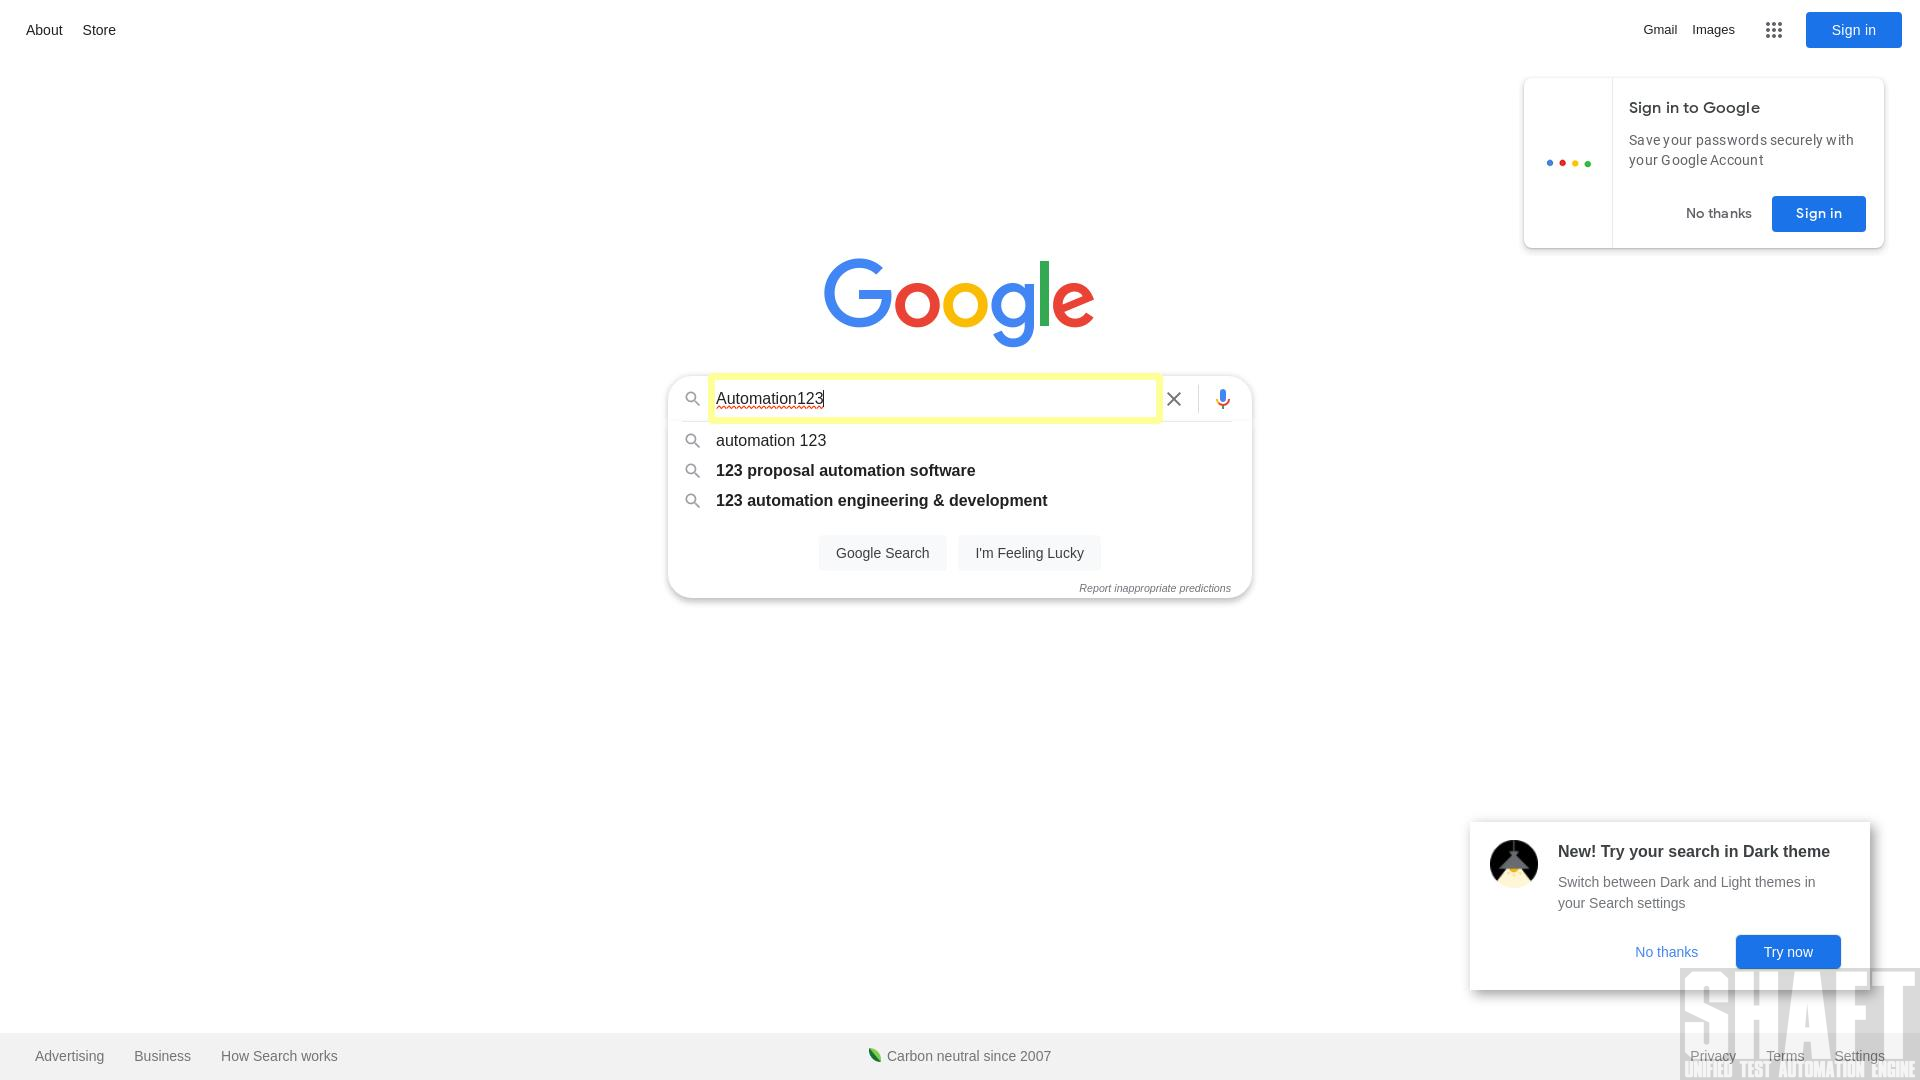 About Store
Gmail Images Sign in
Sign in to Google
Save your passwords securely with
your Google Account
No thanks Sign in
Google
Automation123
automation 123
123 proposal automation software
123 automation engineering & development
Google Search I'm Feeling Lucky
Report inappropriate predictions
New! Try your search in Dark theme
Switch between Dark and Light themes in
your Search settings
No thanks Try now
SHAFT
UNIFIED TEST AUTOMATION ENGINE
Advertising Business How Search works Carbon neutral since 2007 Privacy Terms Settings